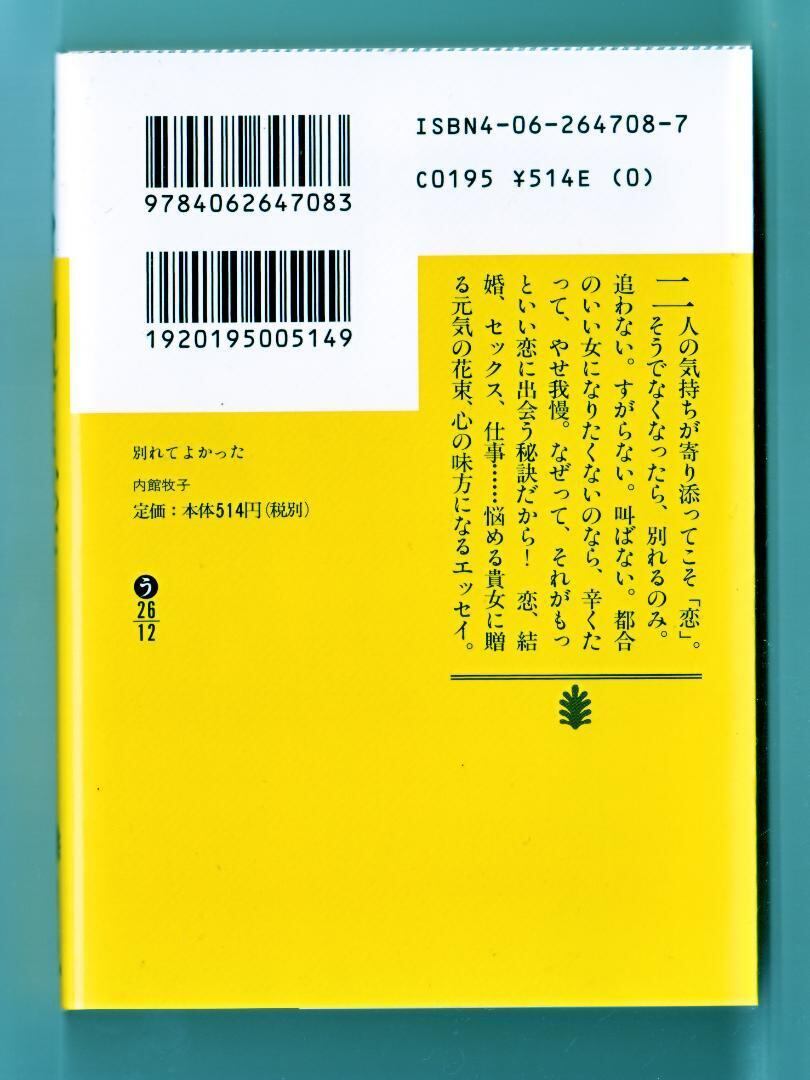 ISBN4-06-264708-7
C0195 ¥514E (0)
9784062647083
1920195005149
二人の気持ちが寄り添ってこそ「恋」。
そうでなくなったら、別れるのみ。
追わない。すがらない。叫ばない。都合
のいい女になりたくないのなら、辛くた
って、やせ我慢。なぜって、それがもっ
といい恋に出会う秘訣だから！ 恋、結
婚、セックス、仕事……悩める貴女に贈
る元気の花束、心の味方になるエッセイ。
別れてよかった
内館牧子
定価：本体514円(税別)
う
26
12